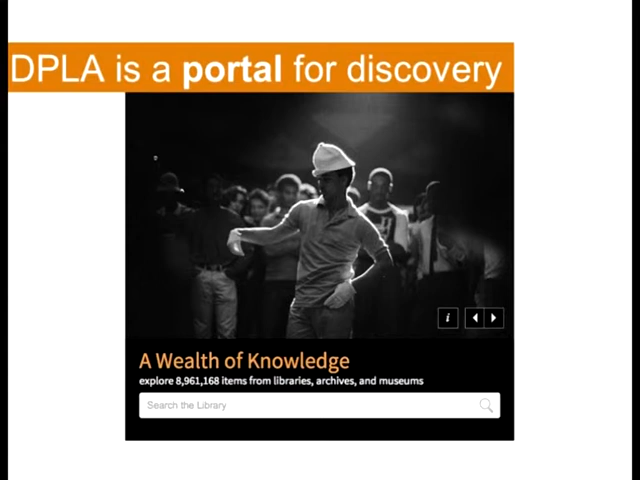 DPLA is a portal for discovery
i
A Wealth of Knowledge
explore 8,961,168 items from libraries, archives, and museums
Search the Library